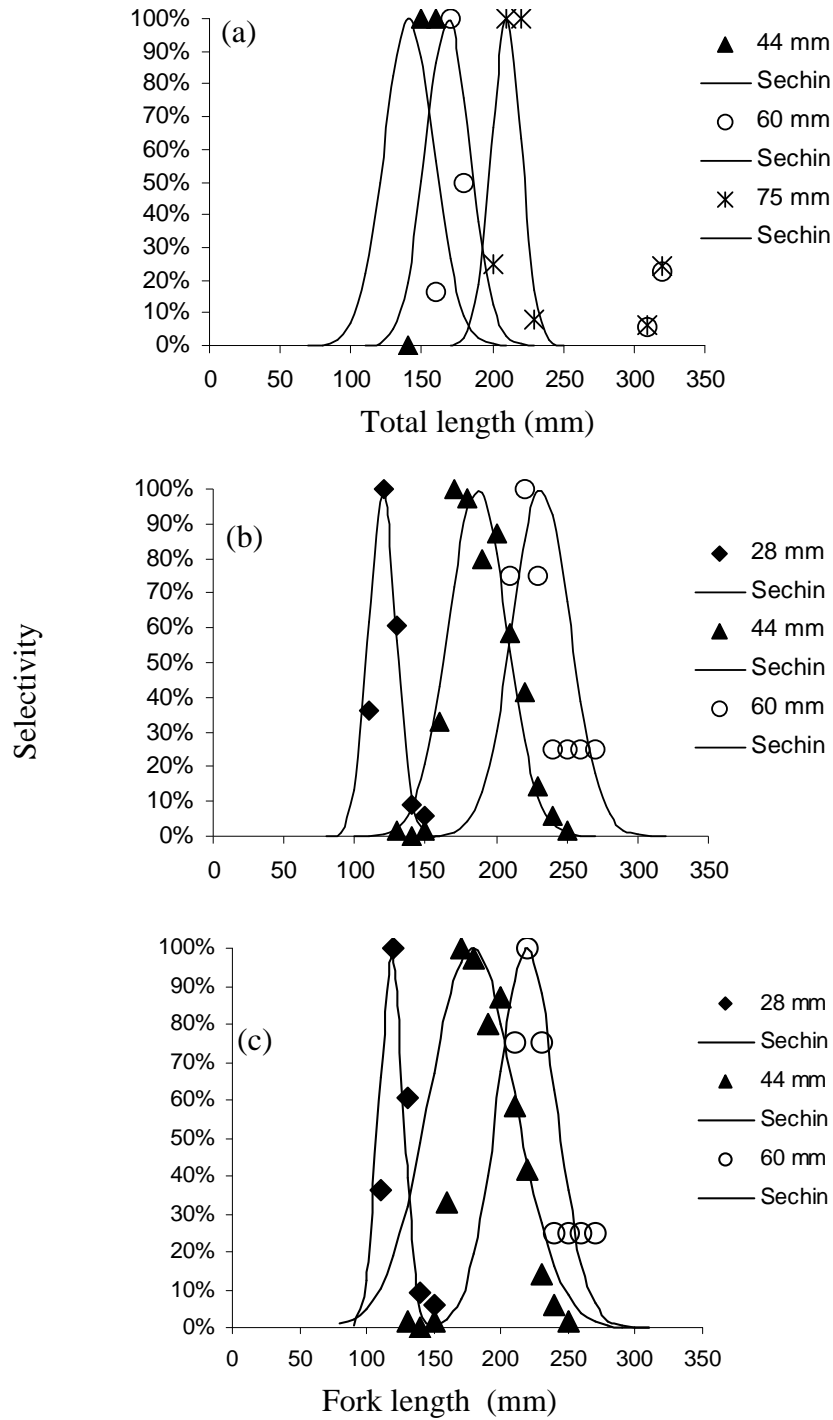 Selectivity
(a)
100%
90%
80%
70%
60%
50%
40%
30%
20%
10%
0%
0 50 100 150 200 250 300 350
Total length (mm)
44 mm
Sechin
60 mm
Sechin
75 mm
Sechin
(b)
100%
90%
80%
70%
60%
50%
40%
30%
20%
10%
0%
0 50 100 150 200 250 300 350
28 mm
Sechin
44 mm
Sechin
60 mm
Sechin
(c)
100%
90%
80%
70%
60%
50%
40%
30%
20%
10%
0%
0 50 100 150 200 250 300 350
Fork length (mm)
28 mm
Sechin
44 mm
Sechin
60 mm
Sechin